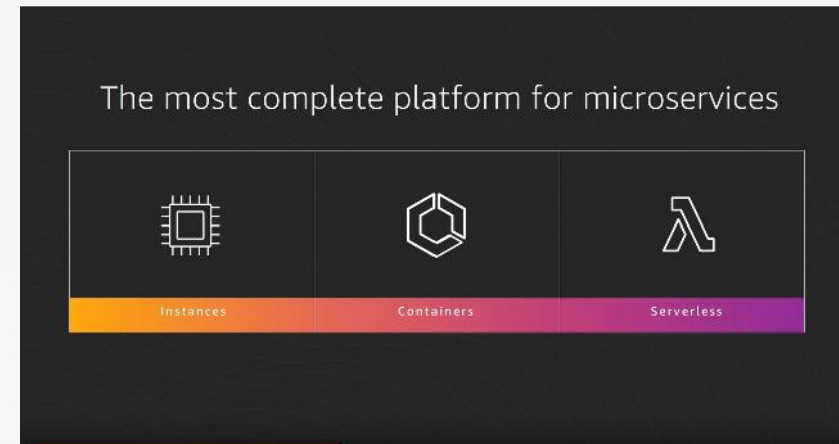 The most complete platform for microservices
Instances
Containers
Serverless